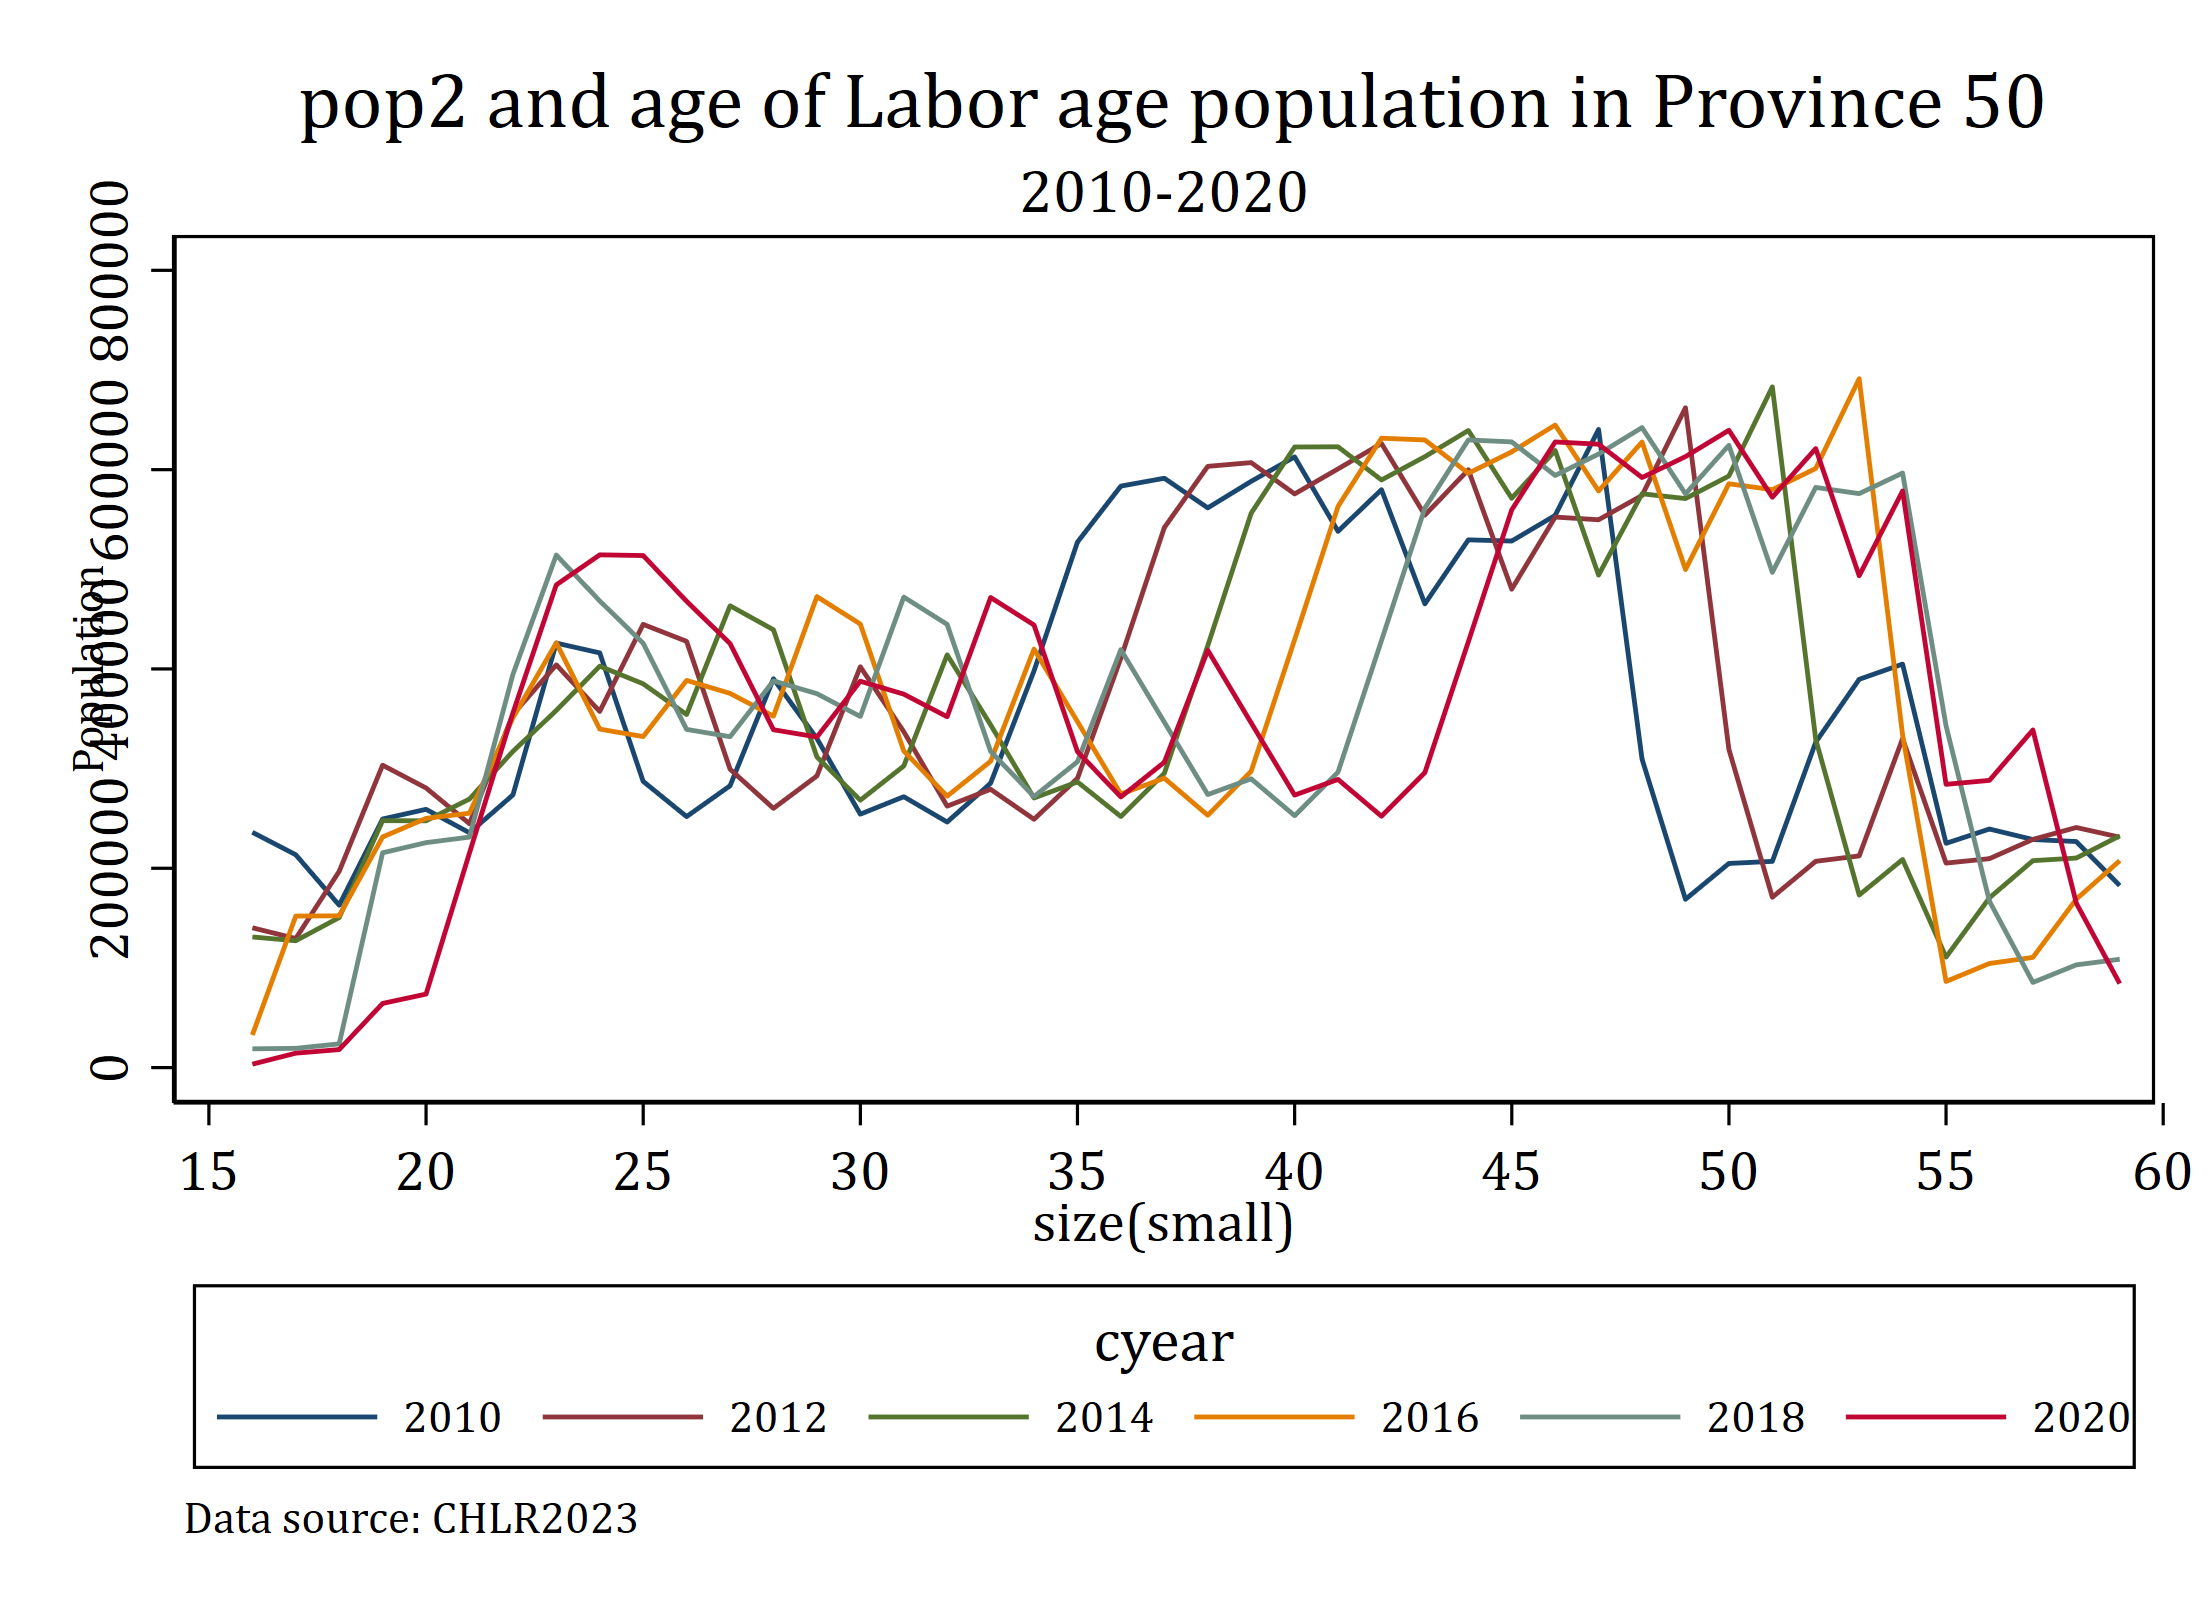 pop2 and age of Labor age population in Province 50
2010-2020
Population
0 200000 400000 600000 800000
15 20 25 30 35 40 45 50 55 60
size(small)
cyear
2010 2012 2014 2016 2018 2020
Data source: CHLR2023